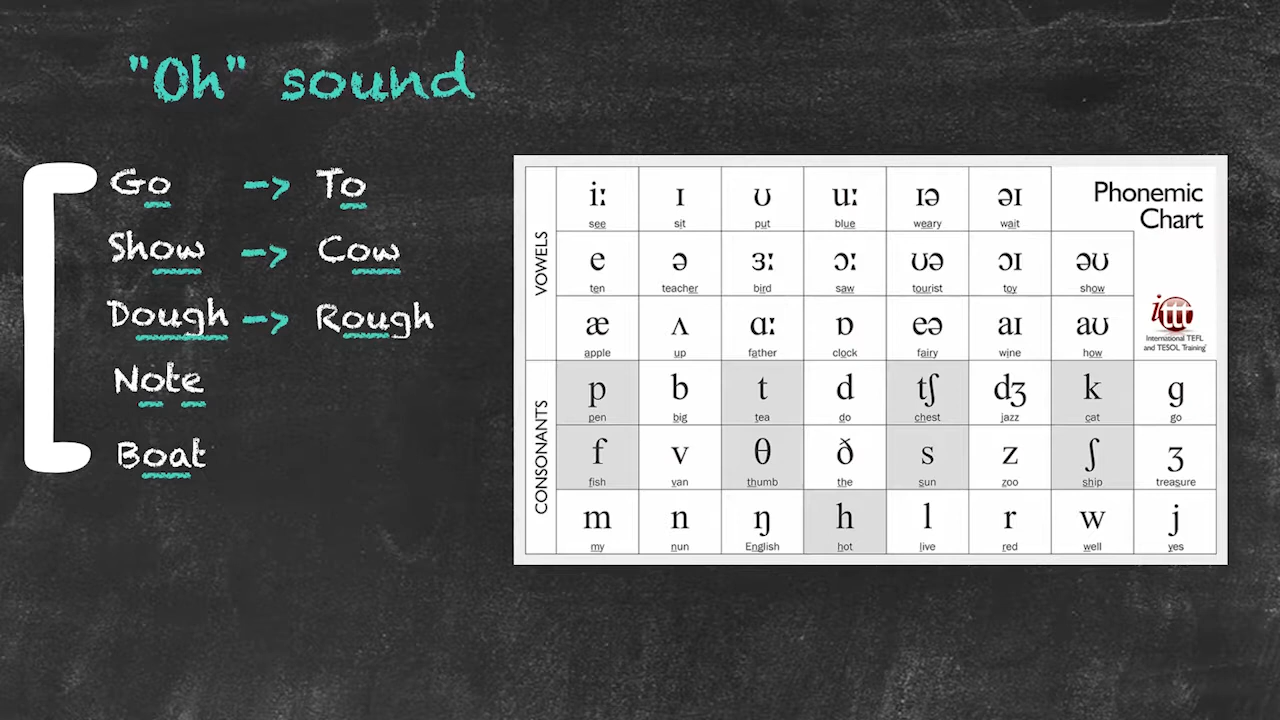 "Oh" sound
Go -> To
Show -> Cow
Dough -> Rough
Note
Boat
Phonemic
Chart
VOWELS
iː ɪ ʊ uː ɪə əɪ
see sit put blue weary wait
e ə ɜː ɔː ʊə ɔɪ əʊ
ten teacher bird saw tourist toy show
æ ʌ ɑː ɒ eə aɪ aʊ
apple up father clock fairy wine how
ittt
International TEFL
and TESOL Training
CONSONANTS
p b t d tʃ dʒ k g
pen big tea do chest jazz cat go
f v θ ð s z ʃ ʒ
fish van thumb the sun zoo ship treasure
m n ŋ h l r w j
my nun English hot live red well yes